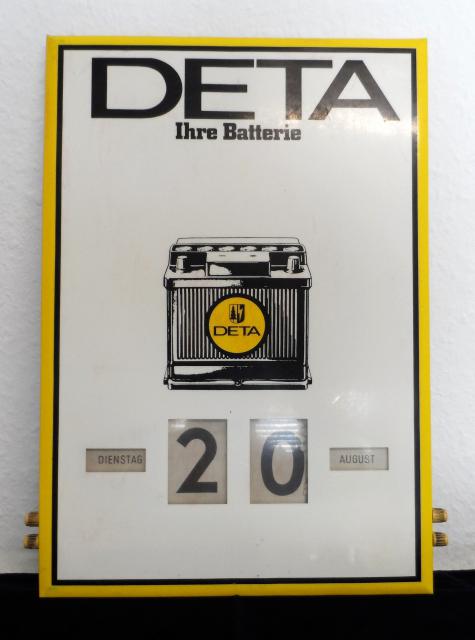 DETA
Ihre Batterie
DETA
DIENSTAG 20 AUGUST